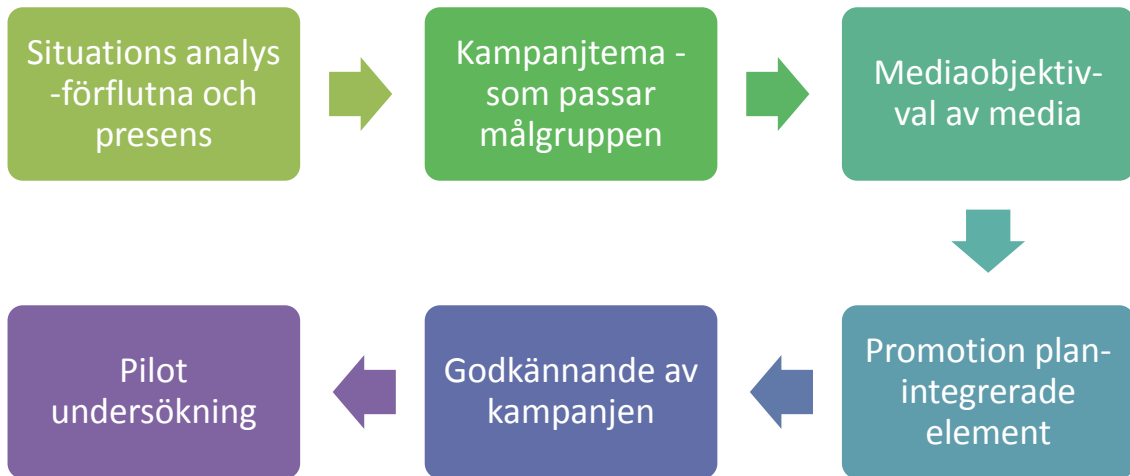 Situations analys
-förflutna och
presens
Kampanjtema -
som passar
målgruppen
Mediaobjektiv-
val av media
Promotion plan-
integrerade
element
Godkännande av
kampanjen
Pilot
undersökning